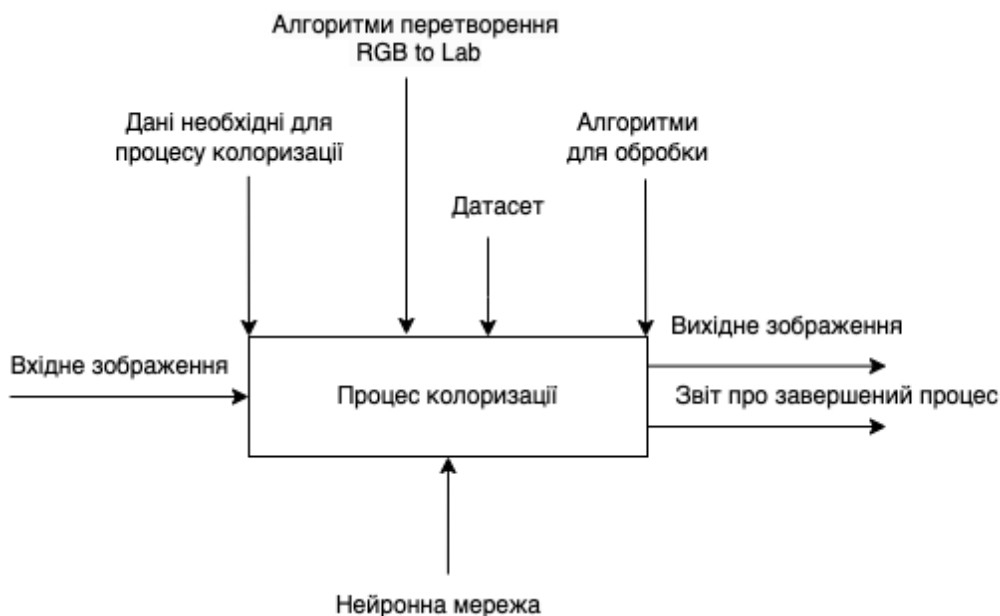 Алгоритми перетворення
RGB to Lab
Дані необхідні для
процесу колоризації
Алгоритми
для обробки
Датасет
Вхідне зображення
Процес колоризації
Вихідне зображення
Звіт про завершений процес
Нейронна мережа